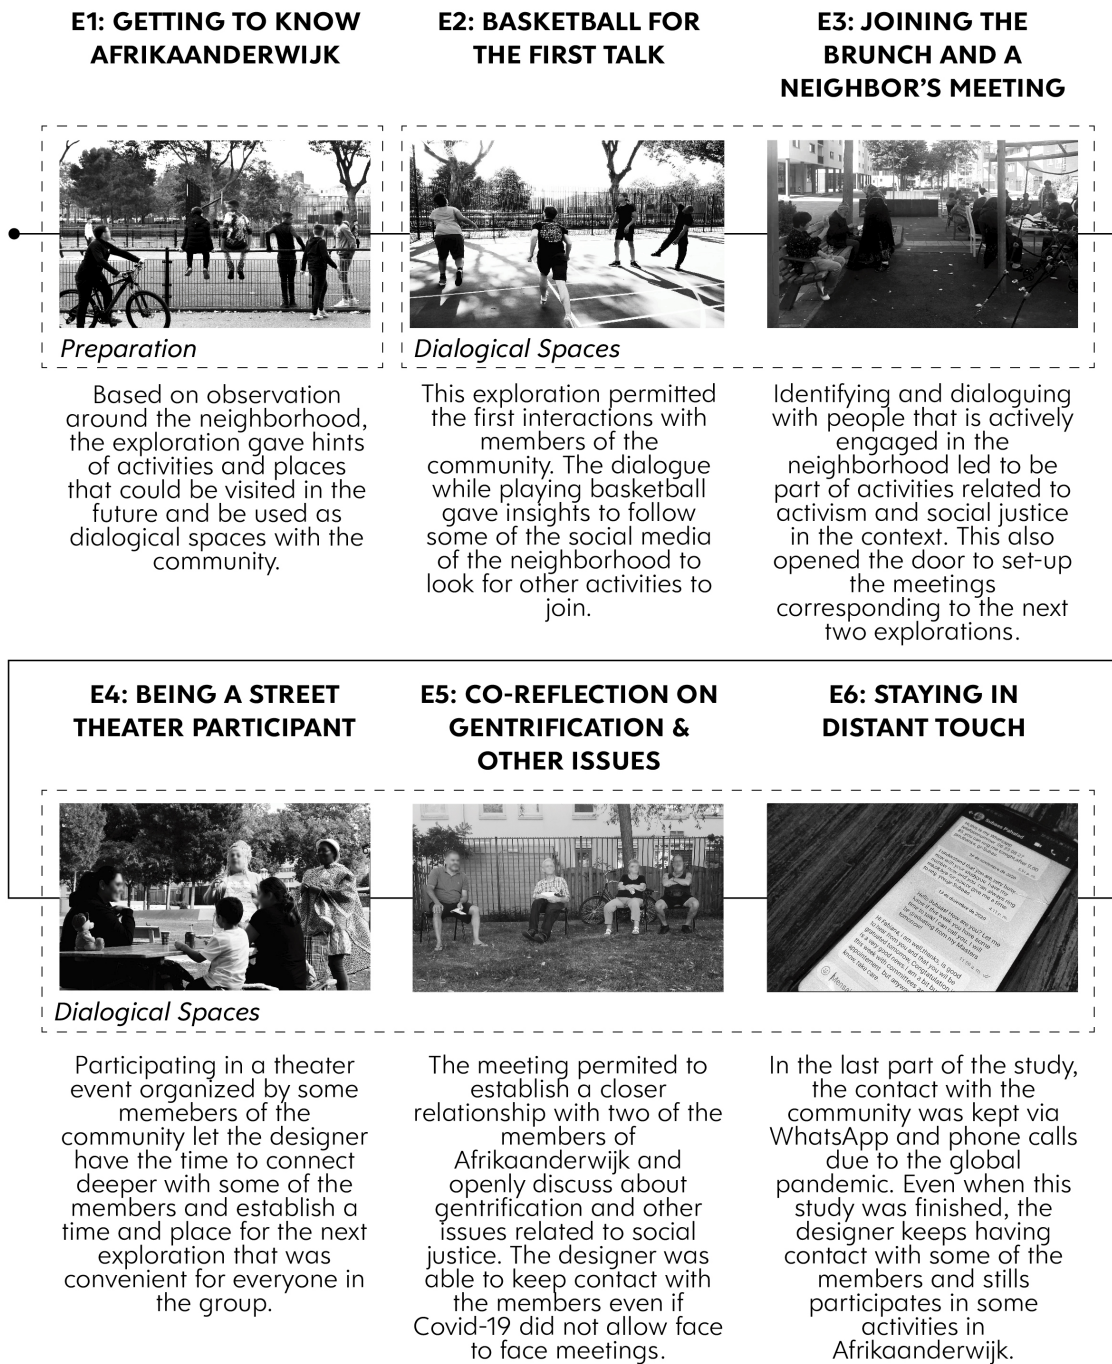 E1: GETTING TO KNOW
AFRIKAANDERWIJK
Preparation
Based on observation
around the neighborhood,
the exploration gave hints
of activities and places
that could be visited in the
future and be used as
dialogical spaces with the
community.
E2: BASKETBALL FOR
THE FIRST TALK
Dialogical Spaces
This exploration permitted
the first interactions with
members of the
community. The dialogue
while playing basketball
gave insights to follow
some of the social media
of the neighborhood to
look for other activities to
join.
E3: JOINING THE
BRUNCH AND A
NEIGHBOR’S MEETING
Identifying and dialoguing
with people that is actively
engaged in the
neighborhood led to be
part of activities related to
activism and social justice
in the context. This also
opened the door to set-up
the meetings
corresponding to the next
two explorations.
E4: BEING A STREET
THEATER PARTICIPANT
Dialogical Spaces
Participating in a theater
event organized by some
memebers of the
community let the designer
have the time to connect
deeper with some of the
members and establish a
time and place for the next
exploration that was
convenient for everyone in
the group.
E5: CO-REFLECTION ON
GENTRIFICATION &
OTHER ISSUES
The meeting permited to
establish a closer
relationship with two of the
members of
Afrikaanderwijk and
openly discuss about
gentrification and other
issues related to social
justice. The designer was
able to keep contact with
the members even if
Covid-19 did not allow face
to face meetings.
E6: STAYING IN
DISTANT TOUCH
In the last part of the study,
the contact with the
community was kept via
WhatsApp and phone calls
due to the global
pandemic. Even when this
study was finished, the
designer keeps having
contact with some of the
members and stills
participates in some
activities in
Afrikaanderwijk.